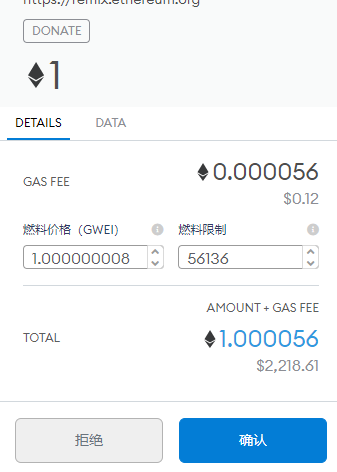 https://remix.ethereum.org
DONATE
1
DETAILS DATA
GAS FEE
0.000056
$0.12
燃料价格（GWEI） 燃料限制
1.000000008 56136
AMOUNT + GAS FEE
TOTAL
1.000056
$2,218.61
拒绝 确认